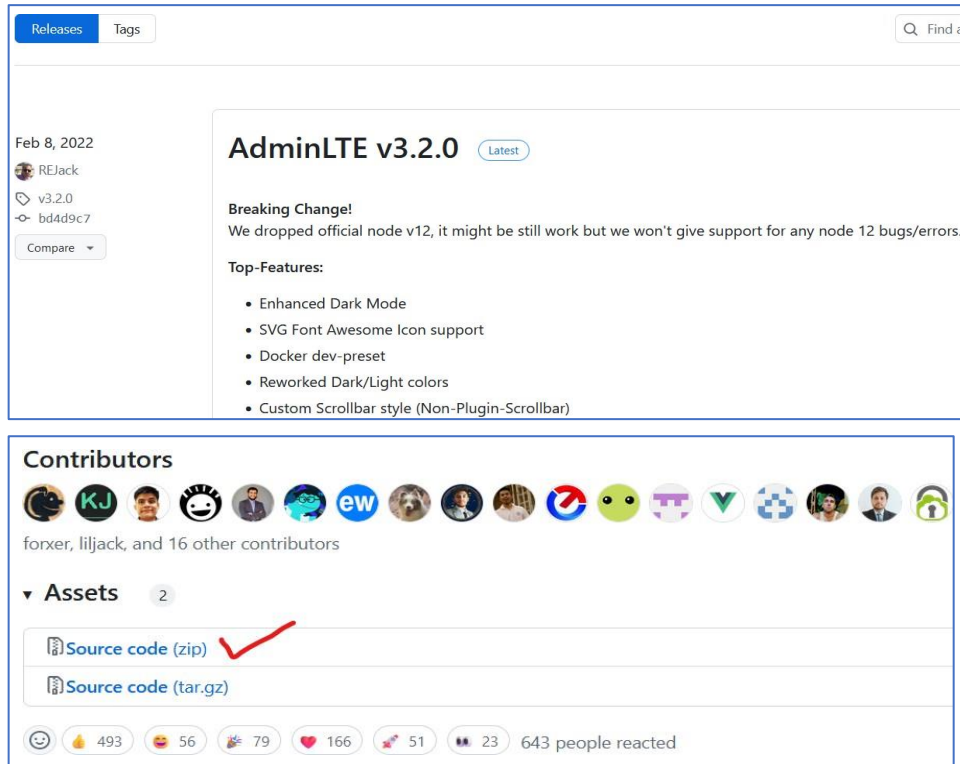 Releases Tags Find a
Feb 8, 2022
REJack
v3.2.0
bd4d9c7
Compare
AdminLTE v3.2.0 Latest
Breaking Change!
We dropped official node v12, it might be still work but we won't give support for any node 12 bugs/errors.
Top-Features:
• Enhanced Dark Mode
• SVG Font Awesome Icon support
• Docker dev-preset
• Reworked Dark/Light colors
• Custom Scrollbar style (Non-Plugin-Scrollbar)
Contributors
KJ ew
forxer, liljack, and 16 other contributors
Assets 2
Source code (zip)
Source code (tar.gz)
493 56 79 166 51 23 643 people reacted